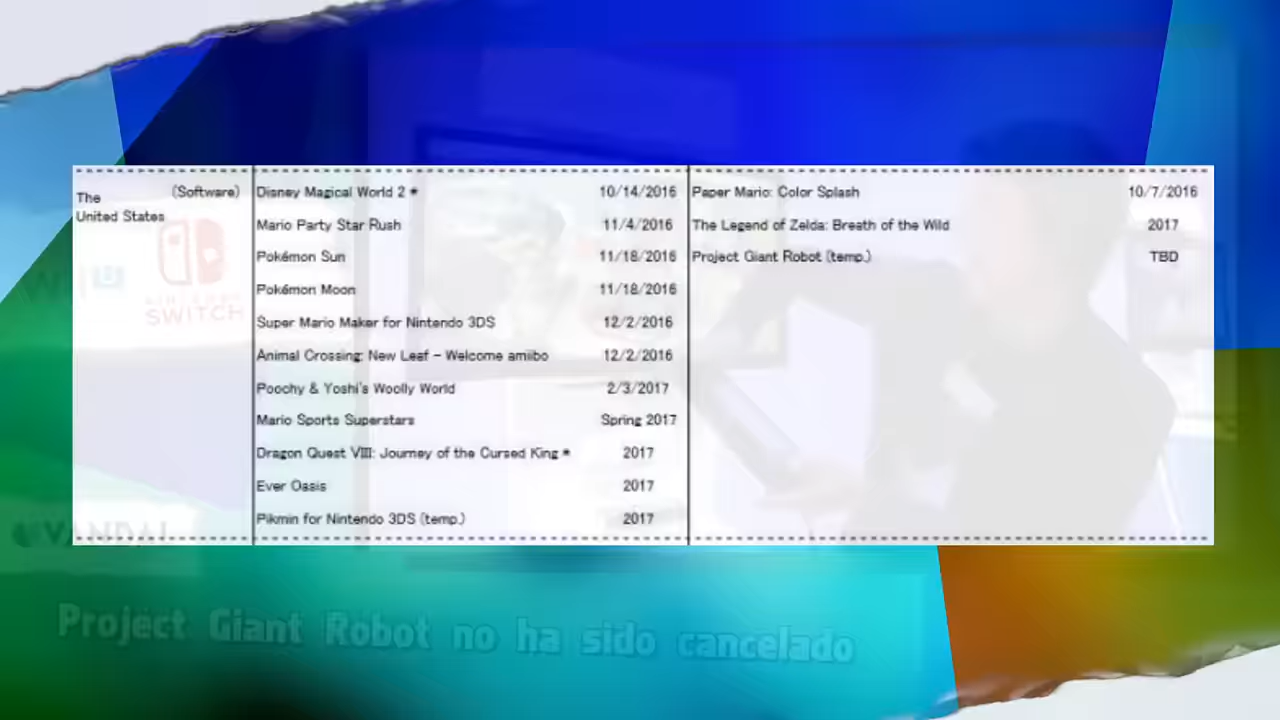 The (Software)
United States
Disney Magical World 2 * 10/14/2016
Mario Party Star Rush 11/4/2016
Pokémon Sun 11/18/2016
Pokémon Moon 11/18/2016
Super Mario Maker for Nintendo 3DS 12/2/2016
Animal Crossing: New Leaf – Welcome amiibo 12/2/2016
Poochy & Yoshi's Woolly World 2/3/2017
Mario Sports Superstars Spring 2017
Dragon Quest VIII: Journey of the Cursed King * 2017
Ever Oasis 2017
Pikmin for Nintendo 3DS (temp.) 2017
Paper Mario: Color Splash 10/7/2016
The Legend of Zelda: Breath of the Wild 2017
Project Giant Robot (temp.) TBD
Wii U
NINTENDO
SWITCH
VANDAL
Project Giant Robot no ha sido cancelado